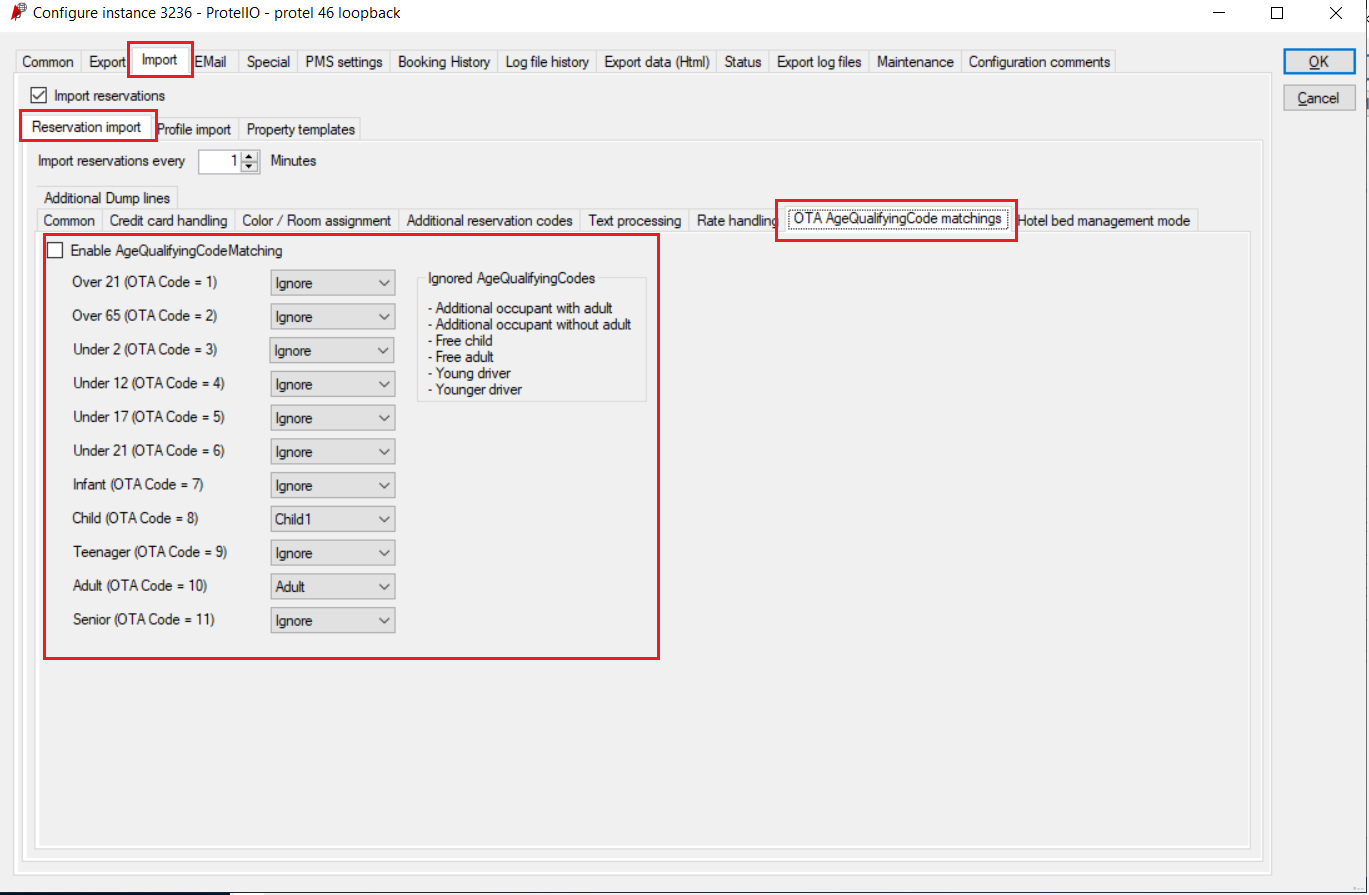 Configure instance 3236 - ProtelIO - protel 46 loopback
Common Export Import EMail Special PMS settings Booking History Log file history Export data (Html) Status Export log files Maintenance Configuration comments
OK
Cancel
Import reservations
Reservation import Profile import Property templates
Import reservations every 1 Minutes
Additional Dump lines
Common Credit card handling Color / Room assignment Additional reservation codes Text processing Rate handling OTA AgeQualifyingCode matchings Hotel bed management mode
Enable AgeQualifyingCodeMatching
Over 21 (OTA Code = 1) Ignore
Over 65 (OTA Code = 2) Ignore
Under 2 (OTA Code = 3) Ignore
Under 12 (OTA Code = 4) Ignore
Under 17 (OTA Code = 5) Ignore
Under 21 (OTA Code = 6) Ignore
Infant (OTA Code = 7) Ignore
Child (OTA Code = 8) Child1
Teenager (OTA Code = 9) Ignore
Adult (OTA Code = 10) Adult
Senior (OTA Code = 11) Ignore
Ignored AgeQualifyingCodes
- Additional occupant with adult
- Additional occupant without adult
- Free child
- Free adult
- Young driver
- Younger driver